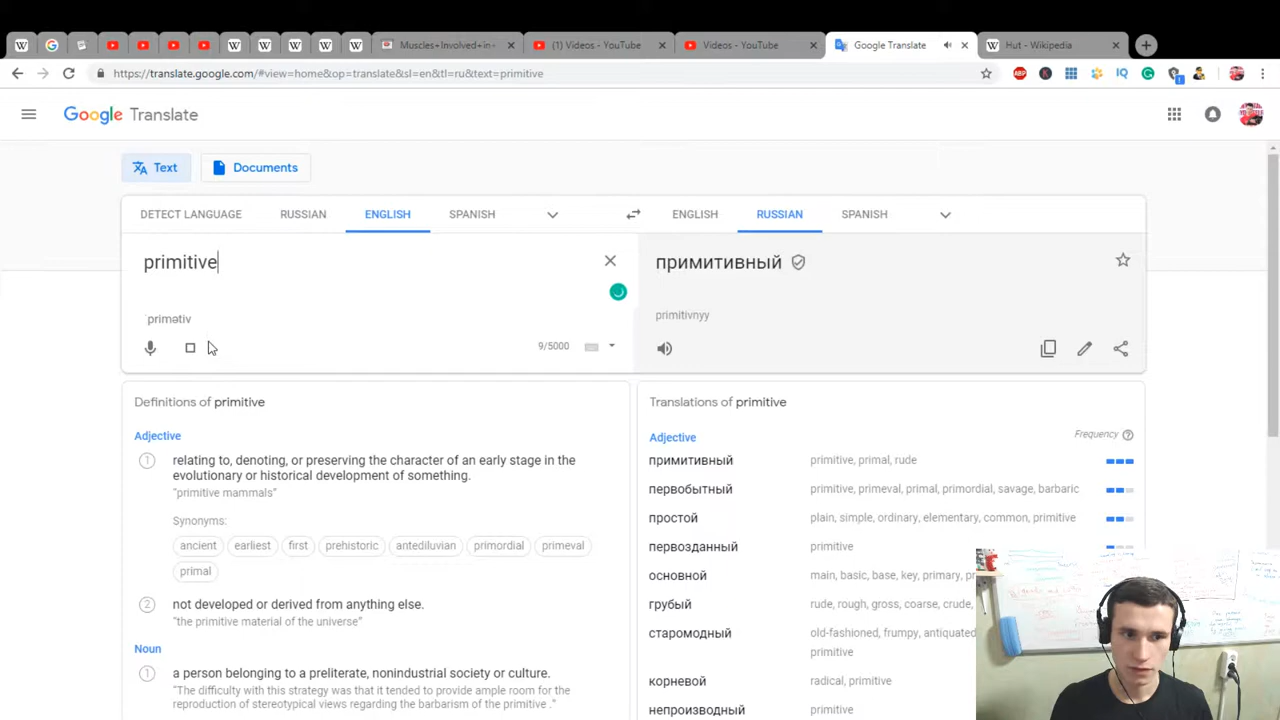 Muscles+Involved+in+
(1) Videos - YouTube
Videos - YouTube
Google Translate
Hut - Wikipedia
https://translate.google.com/#view=home&op=translate&sl=en&tl=ru&text=primitive
Google Translate
Text
Documents
DETECT LANGUAGE RUSSIAN ENGLISH SPANISH
ENGLISH RUSSIAN SPANISH
primitive
примитивный
ˈprimətiv
primitivnyy
9/5000
Definitions of primitive
Adjective
1 relating to, denoting, or preserving the character of an early stage in the
evolutionary or historical development of something.
"primitive mammals"
Synonyms:
ancient earliest first prehistoric antediluvian primordial primeval
primal
2 not developed or derived from anything else.
"the primitive material of the universe"
Noun
1 a person belonging to a preliterate, nonindustrial society or culture.
"The difficulty with this strategy was that it tended to provide ample room for the
reproduction of stereotypical views regarding the barbarism of the primitive ."
Translations of primitive
Adjective
Frequency
примитивный primitive, primal, rude
первобытный primitive, primeval, primal, primordial, savage, barbaric
простой plain, simple, ordinary, elementary, common, primitive
первозданный primitive
основной main, basic, base, key, primary,
грубый rude, rough, gross, coarse, crude,
старомодный old-fashioned, frumpy, antiquated
primitive
корневой radical, primitive
непроизводный primitive